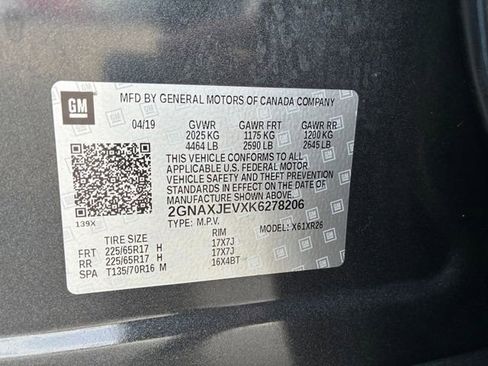 GM
MFD BY GENERAL MOTORS OF CANADA COMPANY
04/19 GVWR GAWR FRT GAWR RR
2025 KG 1175 KG 1200 KG
4464 LB 2590 LB 2645 LB
THIS VEHICLE CONFORMS TO ALL
APPLICABLE U.S. FEDERAL MOTOR
VEHICLE SAFETY AND THEFT PREVENTION
STANDARDS IN EFFECT ON THE DATE
OF MANUFACTURE SHOWN ABOVE.
2GNAXJEVXK6278206
139X TYPE: M.P.V. MODEL: X61XR26
TIRE SIZE RIM
FRT 225/65R17 H 17X7J
RR 225/65R17 H 17X7J
SPA T135/70R16 M 16X4BT